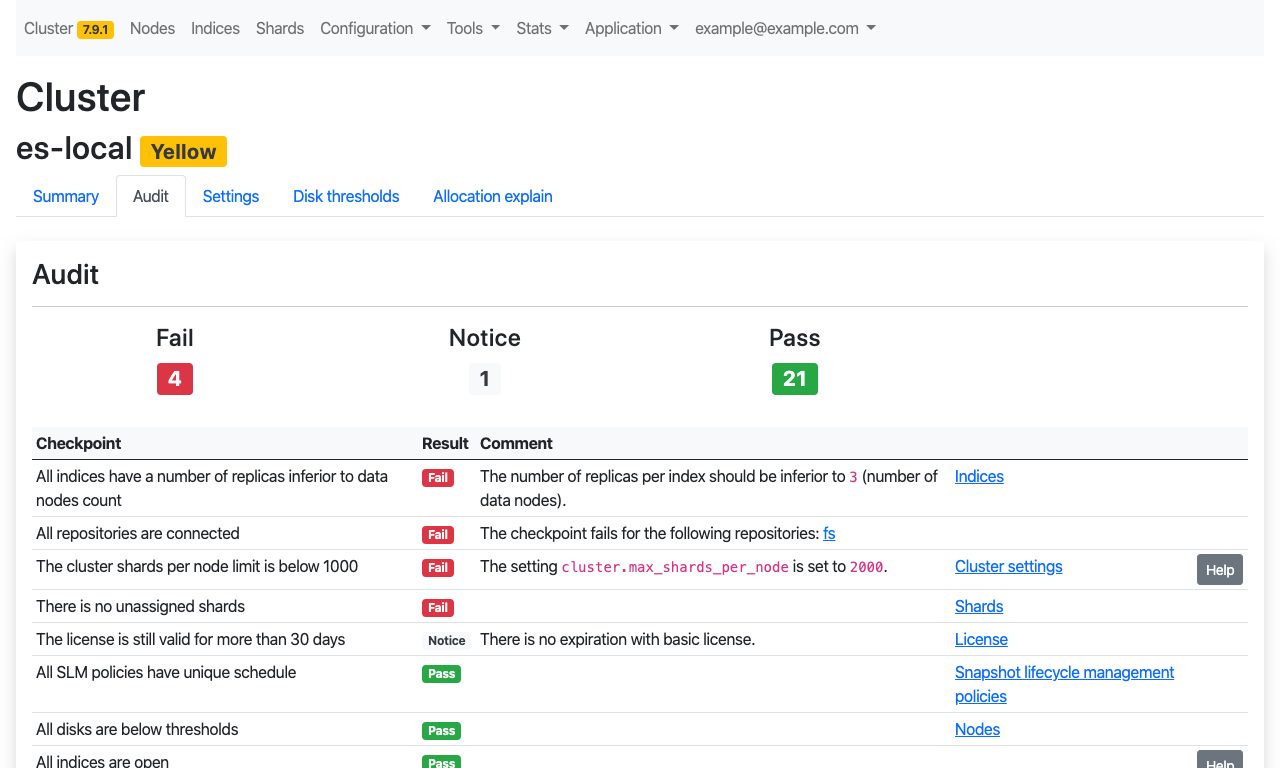 Cluster 7.9.1 Nodes Indices Shards Configuration Tools Stats Application example@example.com
Cluster
es-local Yellow
Summary Audit Settings Disk thresholds Allocation explain
Audit
Fail Notice Pass
4 1 21
Checkpoint Result Comment
All indices have a number of replicas inferior to data Fail The number of replicas per index should be inferior to 3 (number of Indices
nodes count data nodes).
All repositories are connected Fail The checkpoint fails for the following repositories: fs
The cluster shards per node limit is below 1000 Fail The setting cluster.max_shards_per_node is set to 2000. Cluster settings Help
There is no unassigned shards Fail Shards
The license is still valid for more than 30 days Notice There is no expiration with basic license. License
All SLM policies have unique schedule Pass Snapshot lifecycle management
policies
All disks are below thresholds Pass Nodes
All indices are open Pass Help